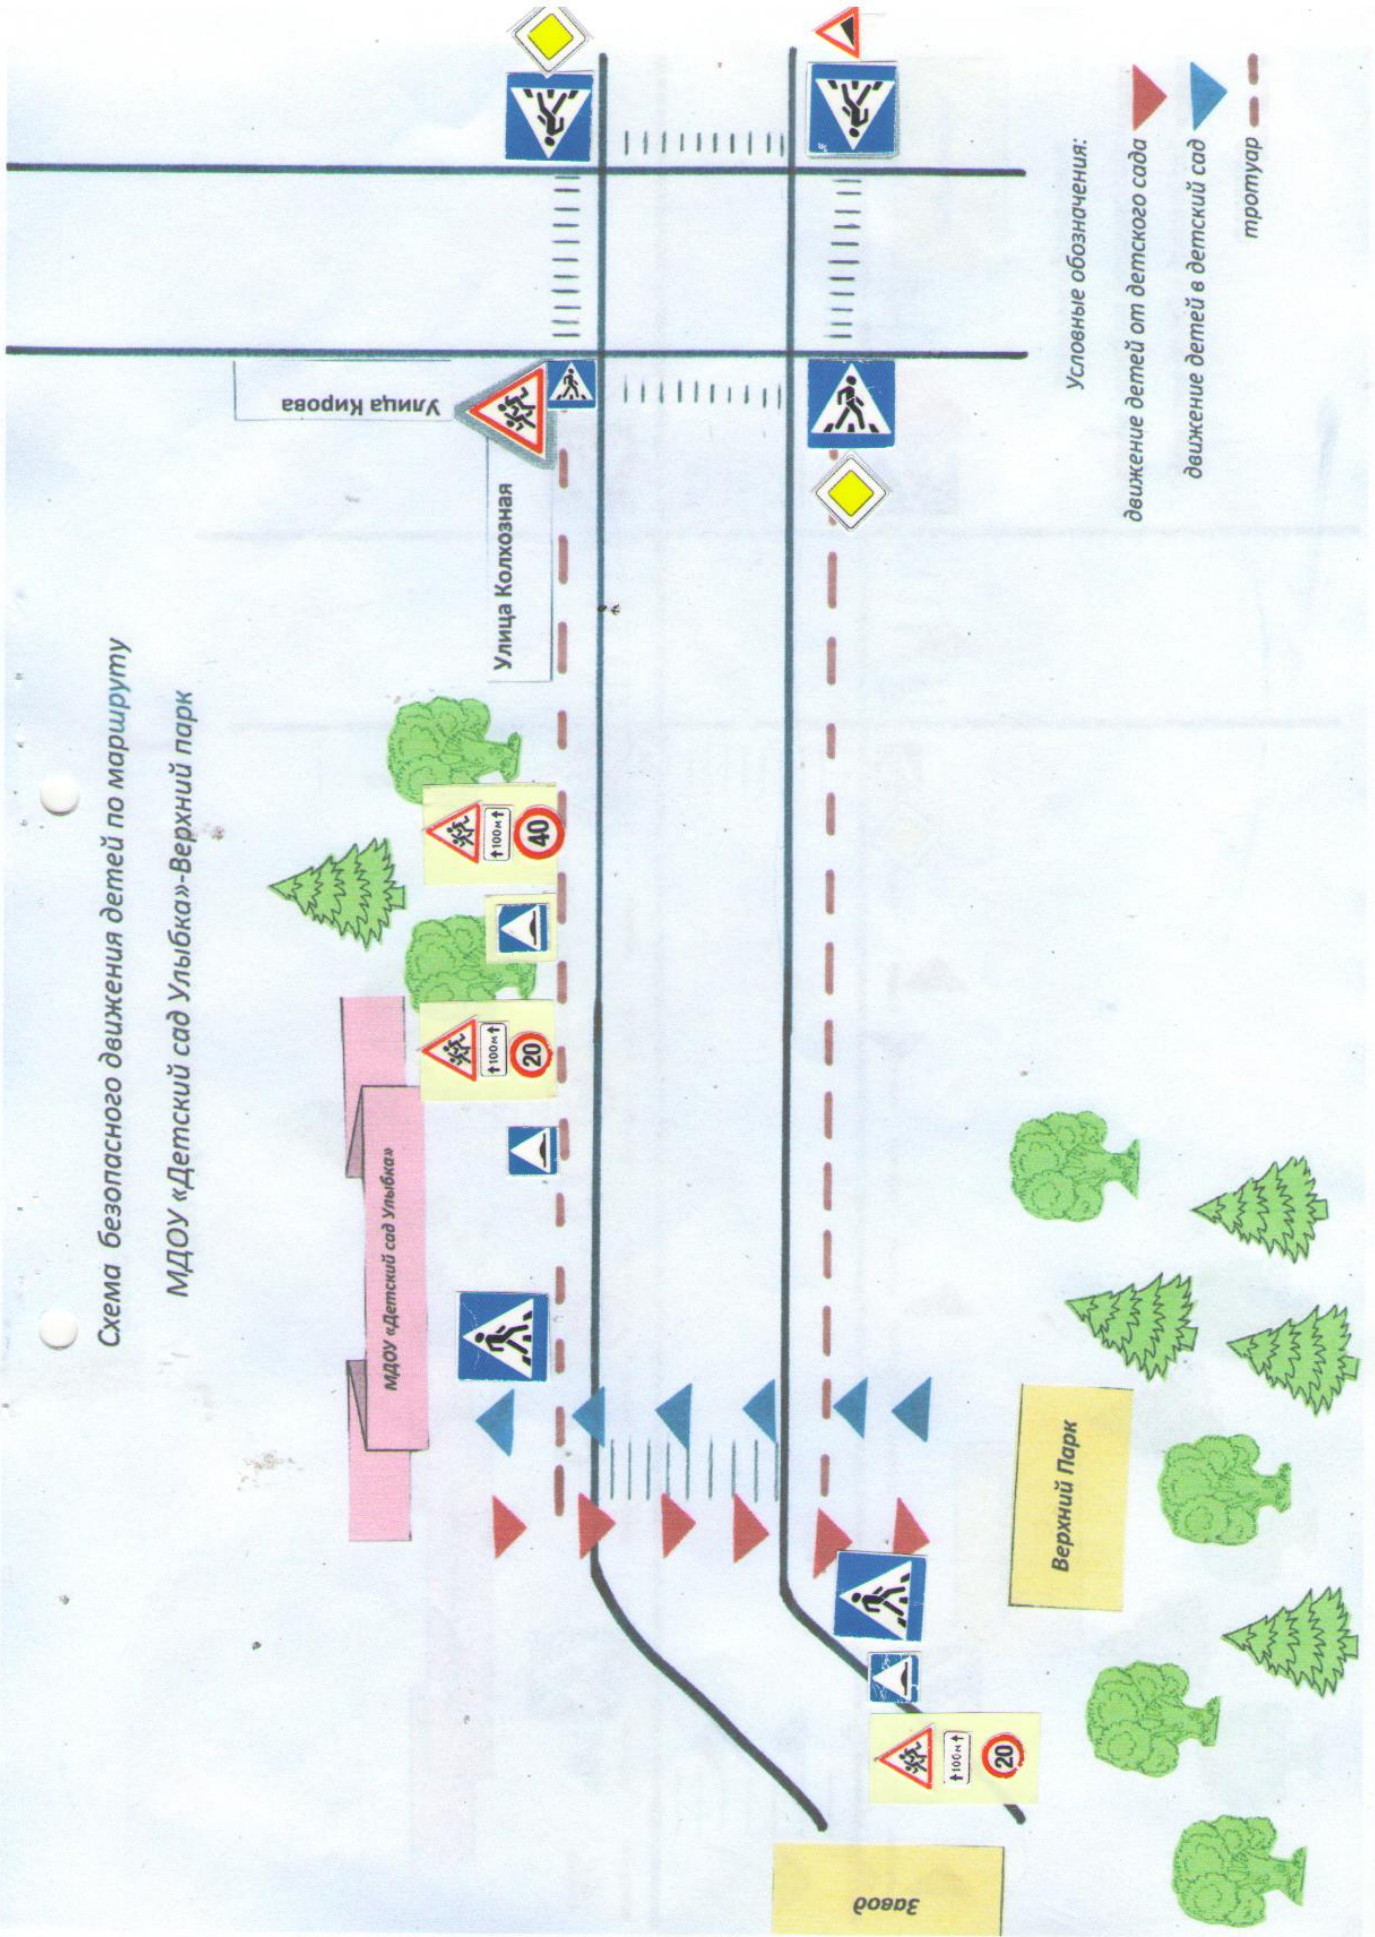 Схема безопасного движения детей по маршруту
МДОУ «Детский сад Улыбка»-Верхний парк
Улица Кирова
Улица Колхозная
МДОУ «Детский сад Улыбка»
100м
40
100м
20
Верхний Парк
100м
20
Завод
Условные обозначения:
движение детей от детского сада
движение детей в детский сад
тротуар